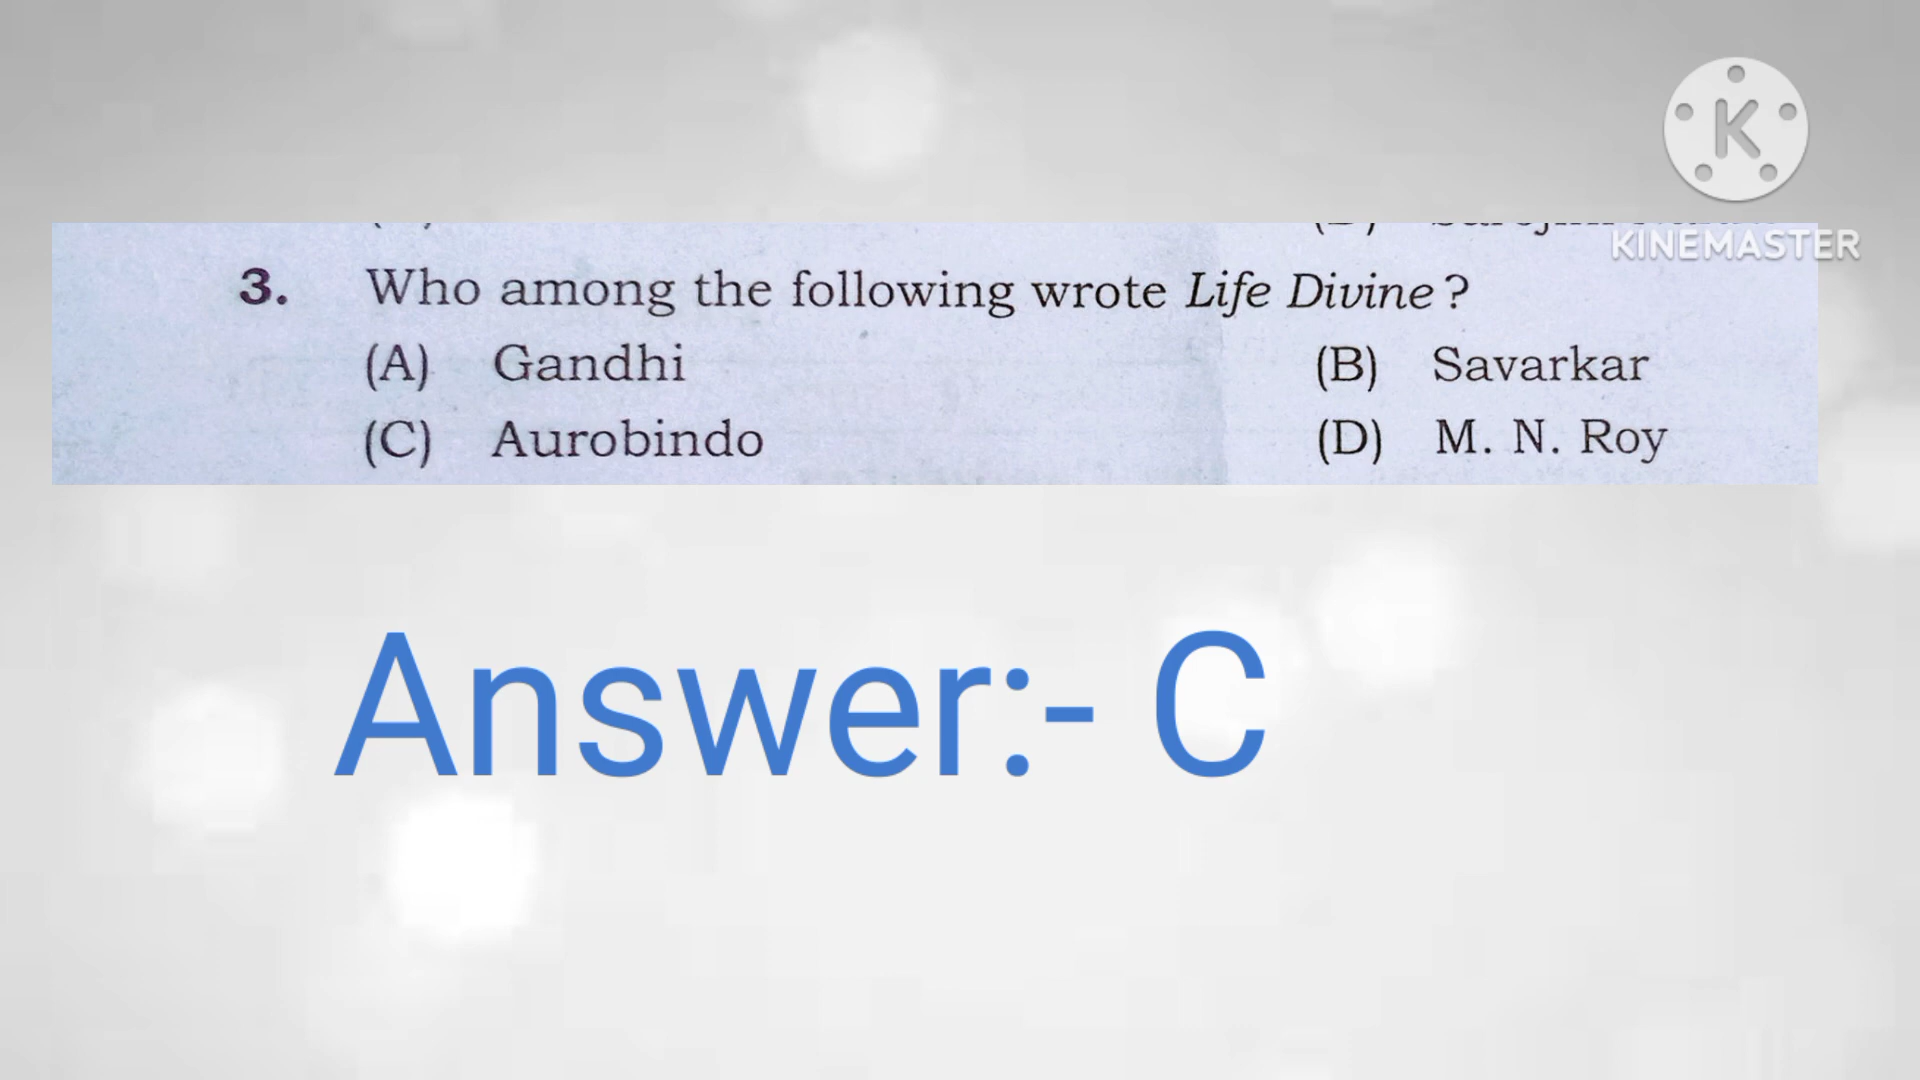 K
KINEMASTER
3. Who among the following wrote Life Divine ?
(A) Gandhi (B) Savarkar
(C) Aurobindo (D) M. N. Roy
Answer:- C